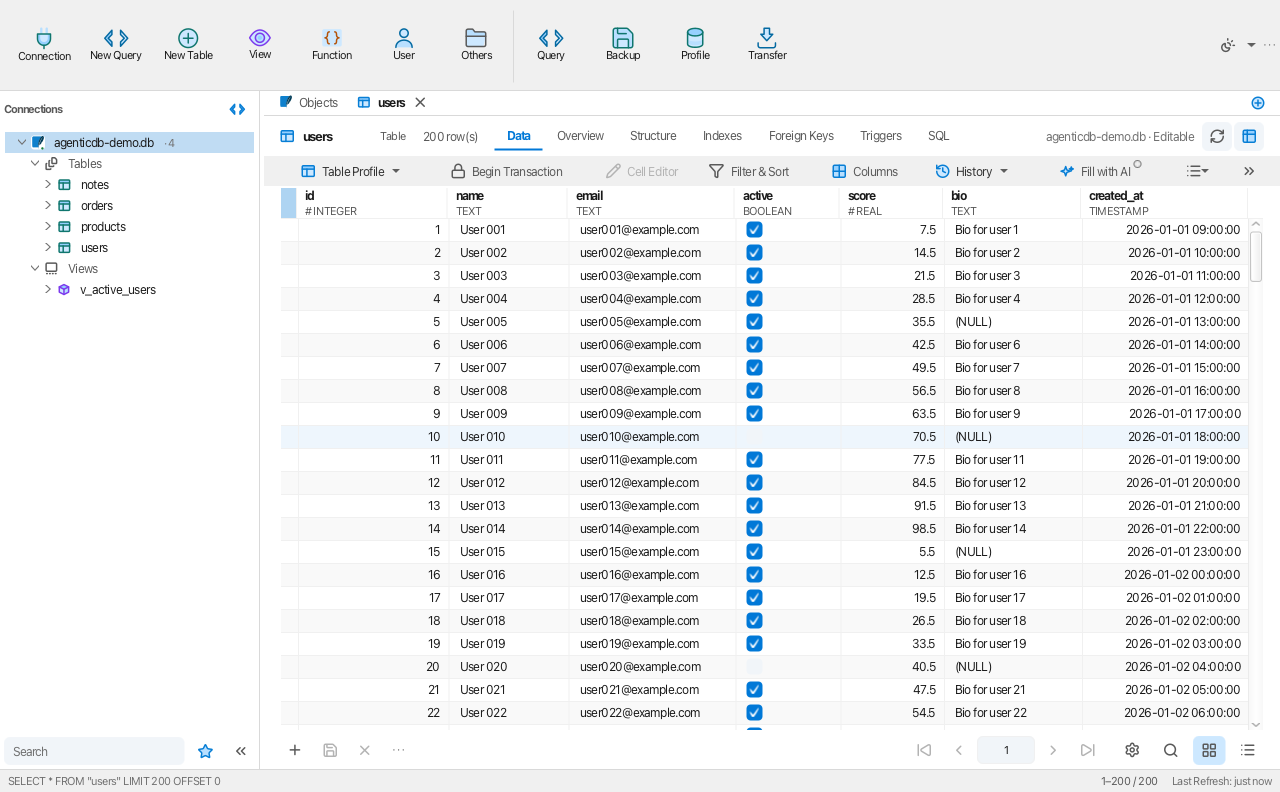 Connection New Query New Table View Function User Others Query Backup Profile Transfer
Connections
agenticdb-demo.db · 4
Tables
notes
orders
products
users
Views
v_active_users
Search
Objects users
users Table 200 row(s) Data Overview Structure Indexes Foreign Keys Triggers SQL agenticdb-demo.db · Editable
Table Profile Begin Transaction Cell Editor Filter & Sort Columns History Fill with AI
id name email active score bio created_at
# INTEGER TEXT TEXT BOOLEAN # REAL TEXT TIMESTAMP
1 User 001 user001@example.com 7.5 Bio for user 1 2026-01-01 09:00:00
2 User 002 user002@example.com 14.5 Bio for user 2 2026-01-01 10:00:00
3 User 003 user003@example.com 21.5 Bio for user 3 2026-01-01 11:00:00
4 User 004 user004@example.com 28.5 Bio for user 4 2026-01-01 12:00:00
5 User 005 user005@example.com 35.5 (NULL) 2026-01-01 13:00:00
6 User 006 user006@example.com 42.5 Bio for user 6 2026-01-01 14:00:00
7 User 007 user007@example.com 49.5 Bio for user 7 2026-01-01 15:00:00
8 User 008 user008@example.com 56.5 Bio for user 8 2026-01-01 16:00:00
9 User 009 user009@example.com 63.5 Bio for user 9 2026-01-01 17:00:00
10 User 010 user010@example.com 70.5 (NULL) 2026-01-01 18:00:00
11 User 011 user011@example.com 77.5 Bio for user 11 2026-01-01 19:00:00
12 User 012 user012@example.com 84.5 Bio for user 12 2026-01-01 20:00:00
13 User 013 user013@example.com 91.5 Bio for user 13 2026-01-01 21:00:00
14 User 014 user014@example.com 98.5 Bio for user 14 2026-01-01 22:00:00
15 User 015 user015@example.com 5.5 (NULL) 2026-01-01 23:00:00
16 User 016 user016@example.com 12.5 Bio for user 16 2026-01-02 00:00:00
17 User 017 user017@example.com 19.5 Bio for user 17 2026-01-02 01:00:00
18 User 018 user018@example.com 26.5 Bio for user 18 2026-01-02 02:00:00
19 User 019 user019@example.com 33.5 Bio for user 19 2026-01-02 03:00:00
20 User 020 user020@example.com 40.5 (NULL) 2026-01-02 04:00:00
21 User 021 user021@example.com 47.5 Bio for user 21 2026-01-02 05:00:00
22 User 022 user022@example.com 54.5 Bio for user 22 2026-01-02 06:00:00
1
SELECT * FROM "users" LIMIT 200 OFFSET 0 1–200 / 200 Last Refresh: just now